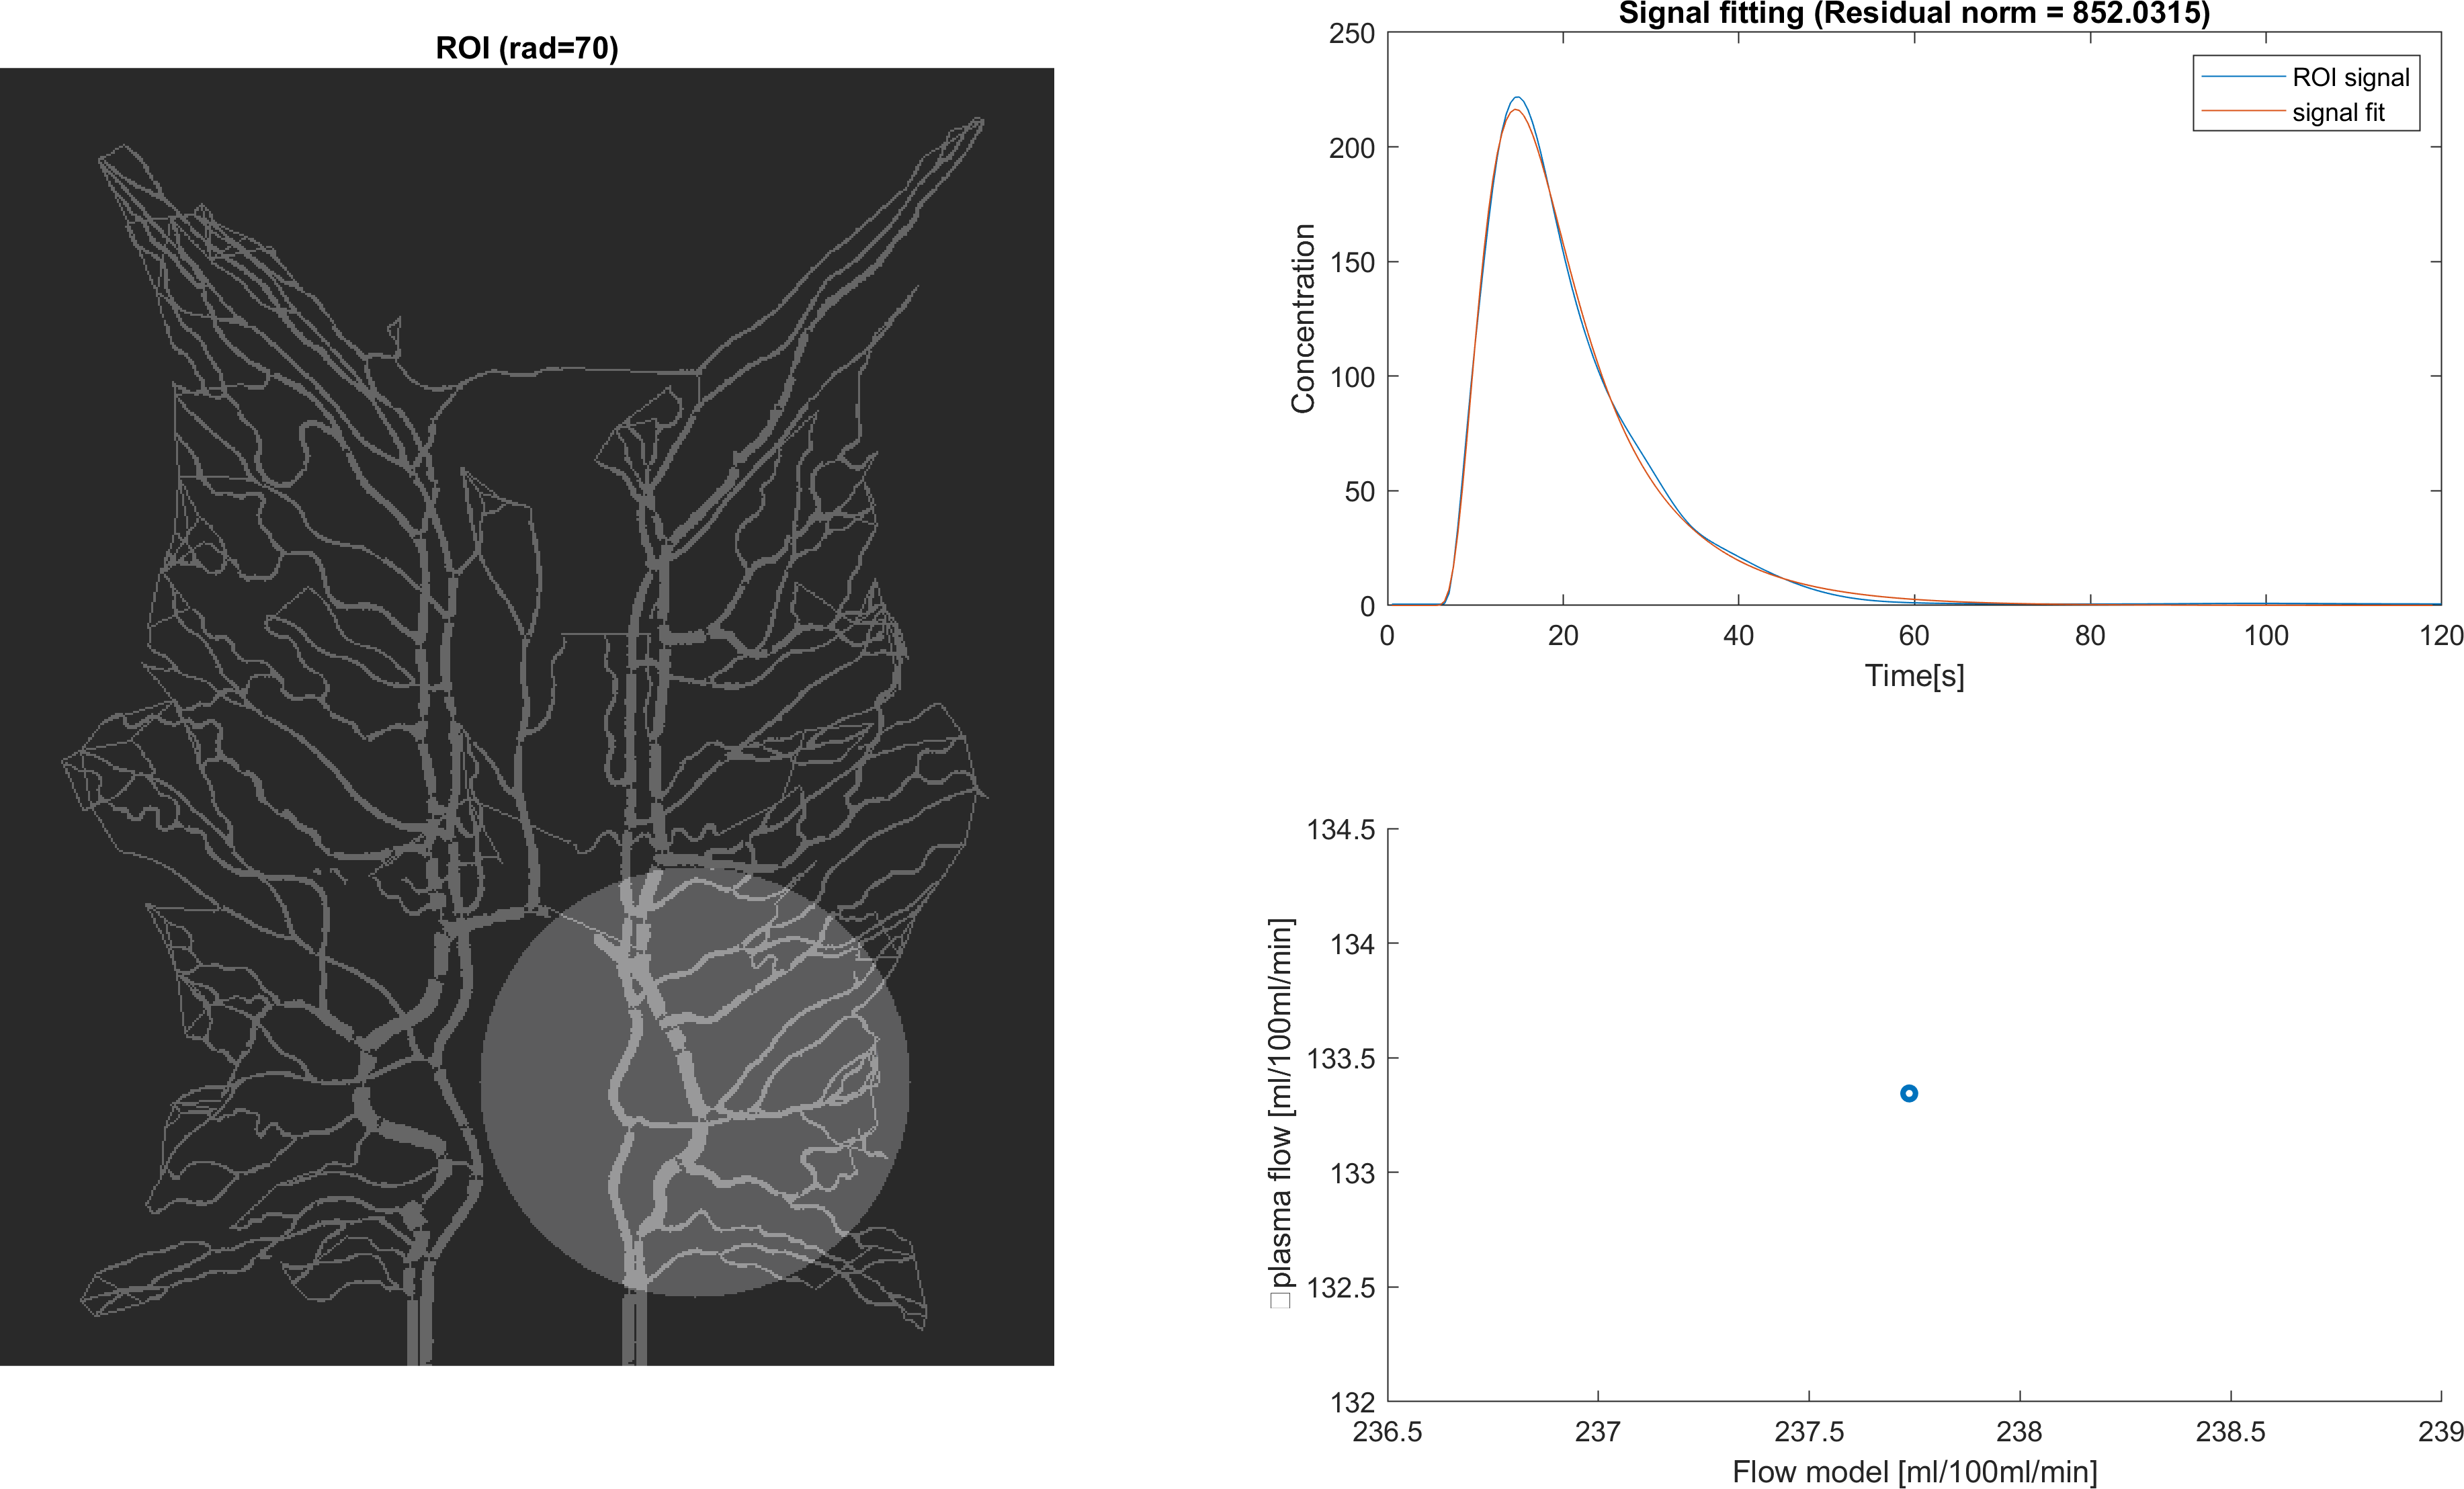 ROI (rad=70)
Signal fitting (Residual norm = 852.0315)
250
200
150
100
50
0
Concentration
ROI signal
signal fit
0 20 40 60 80 100 120
Time[s]
134.5
134
133.5
133
132.5
132
plasma flow [ml/100ml/min]
236.5 237 237.5 238 238.5 239
Flow model [ml/100ml/min]